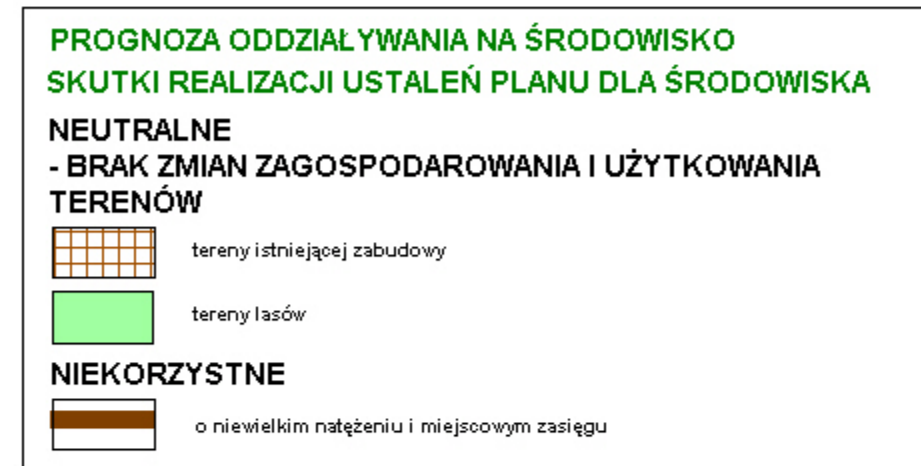 PROGNOZA ODDZIAŁYWANIA NA ŚRODOWISKO
SKUTKI REALIZACJI USTALEŃ PLANU DLA ŚRODOWISKA
NEUTRALNE
- BRAK ZMIAN ZAGOSPODAROWANIA I UŻYTKOWANIA
TERENÓW
tereny istniejącej zabudowy
tereny lasów
NIEKORZYSTNE
o niewielkim natężeniu i miejscowym zasięgu